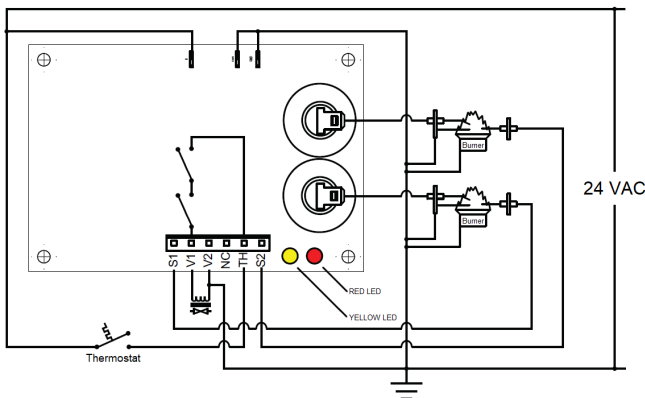 Burner
24 VAC
Burner
S1
V1
V2
NC
TH
S2
RED LED
YELLOW LED
Thermostat